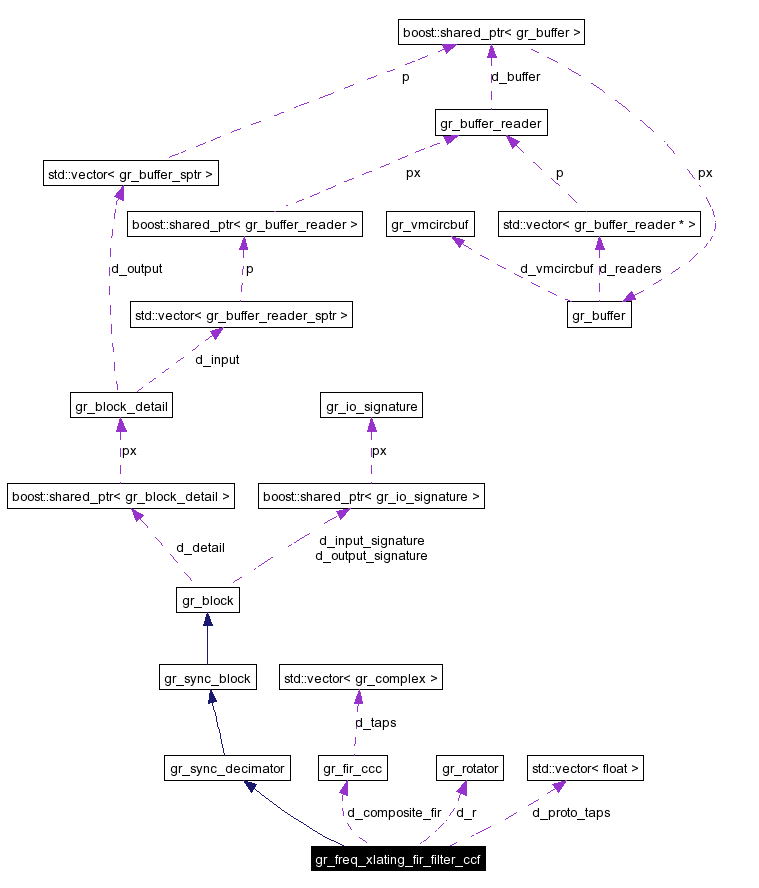 boost::shared_ptr< gr_buffer >
p
d_buffer
gr_buffer_reader
std::vector< gr_buffer_sptr >
px
p
px
boost::shared_ptr< gr_buffer_reader >
gr_vmcircbuf
std::vector< gr_buffer_reader * >
d_output
p
d_vmcircbuf
d_readers
std::vector< gr_buffer_reader_sptr >
gr_buffer
d_input
gr_block_detail
gr_io_signature
px
px
boost::shared_ptr< gr_block_detail >
boost::shared_ptr< gr_io_signature >
d_detail
d_input_signature
d_output_signature
gr_block
gr_sync_block
std::vector< gr_complex >
d_taps
gr_sync_decimator
gr_fir_ccc
gr_rotator
std::vector< float >
d_composite_fir
d_r
d_proto_taps
gr_freq_xlating_fir_filter_ccf